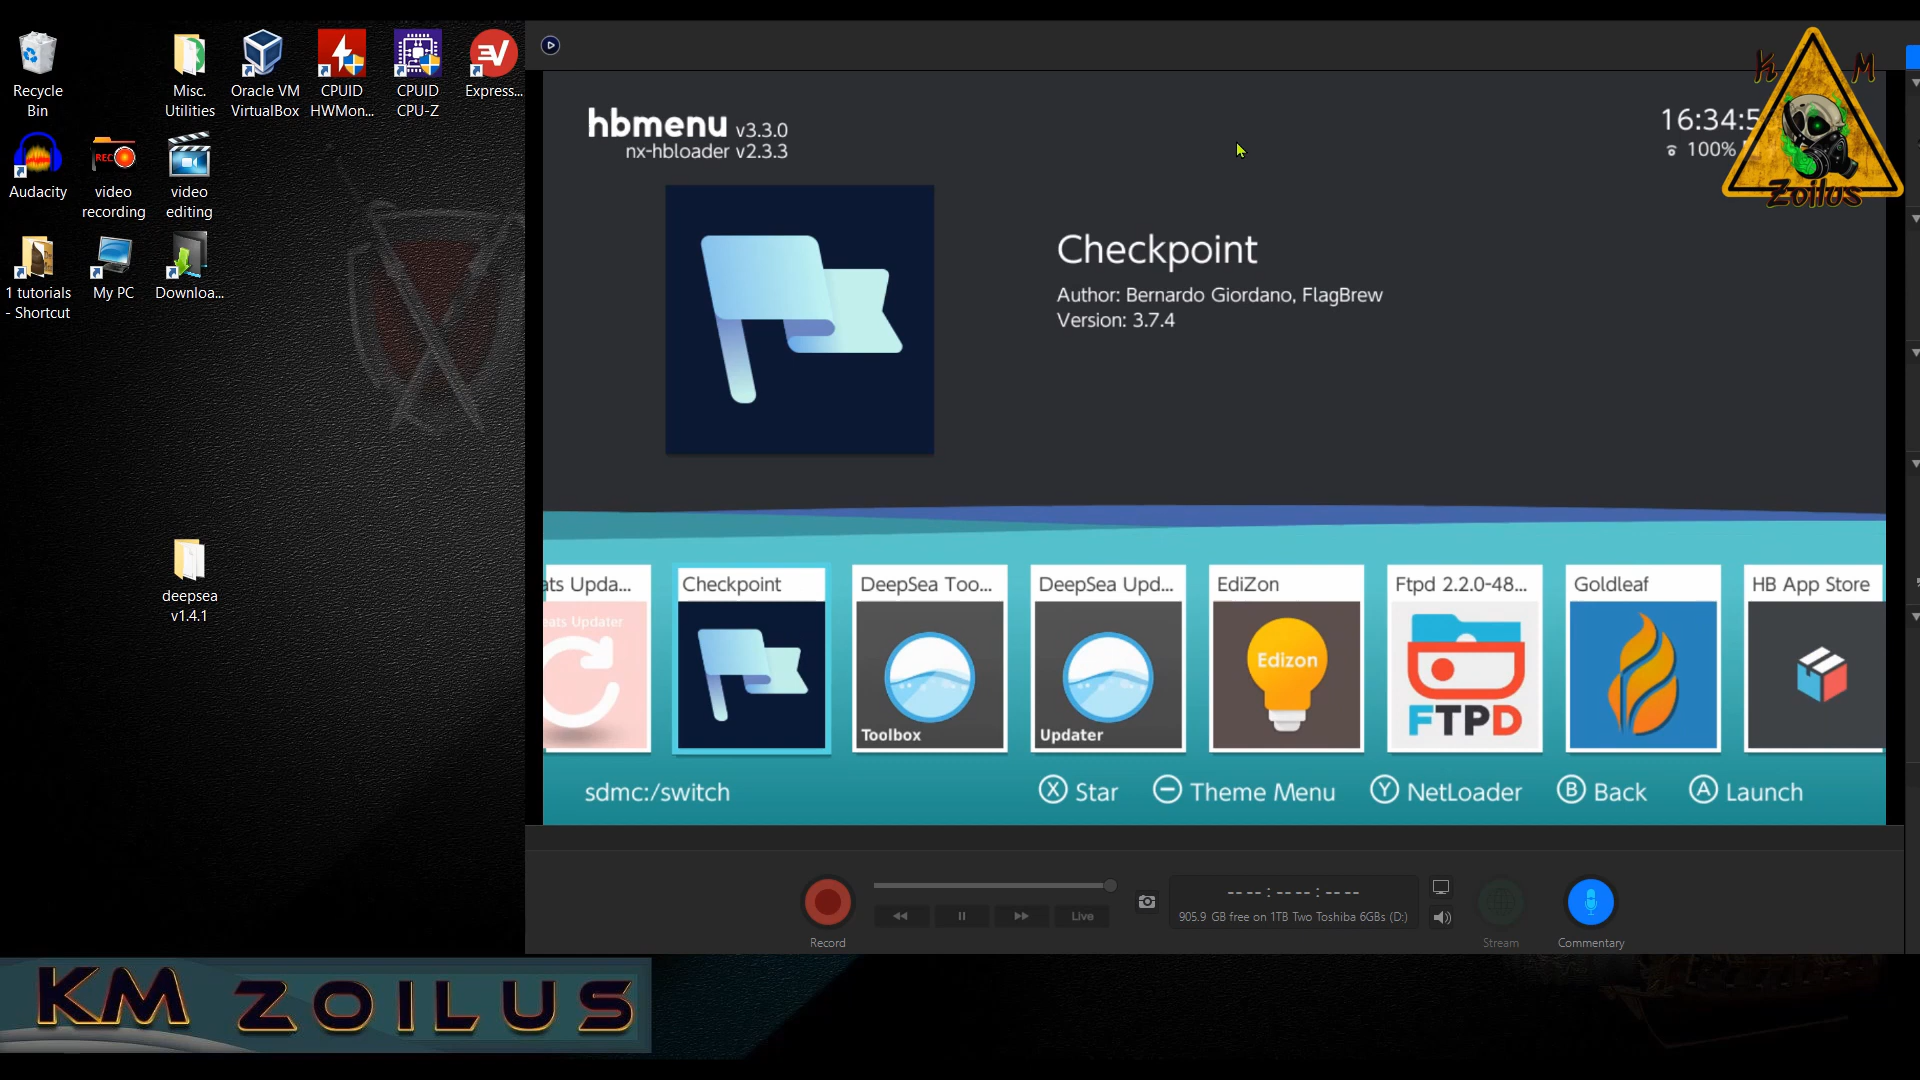 Recycle
Bin
Misc.
Utilities
Oracle VM
VirtualBox
CPUID
HWMon...
CPUID
CPU-Z
Express...
Audacity
REC
video
recording
video
editing
1 tutorials
- Shortcut
My PC
Downloa...
deepsea
v1.4.1
hbmenu v3.3.0
nx-hbloader v2.3.3
16:34:5
100%
K M
Zoilus
Checkpoint
Author: Bernardo Giordano, FlagBrew
Version: 3.7.4
ats Upda...
eats Updater
Checkpoint
DeepSea Too...
Toolbox
DeepSea Upd...
Updater
EdiZon
Edizon
Ftpd 2.2.0-48...
FTPD
Goldleaf
HB App Store
sdmc:/switch
X Star
Theme Menu
Y NetLoader
B Back
A Launch
Record
Live
-- -- : -- -- : -- --
905.9 GB free on 1TB Two Toshiba 6GBs (D:)
Stream
Commentary
KM ZOILUS